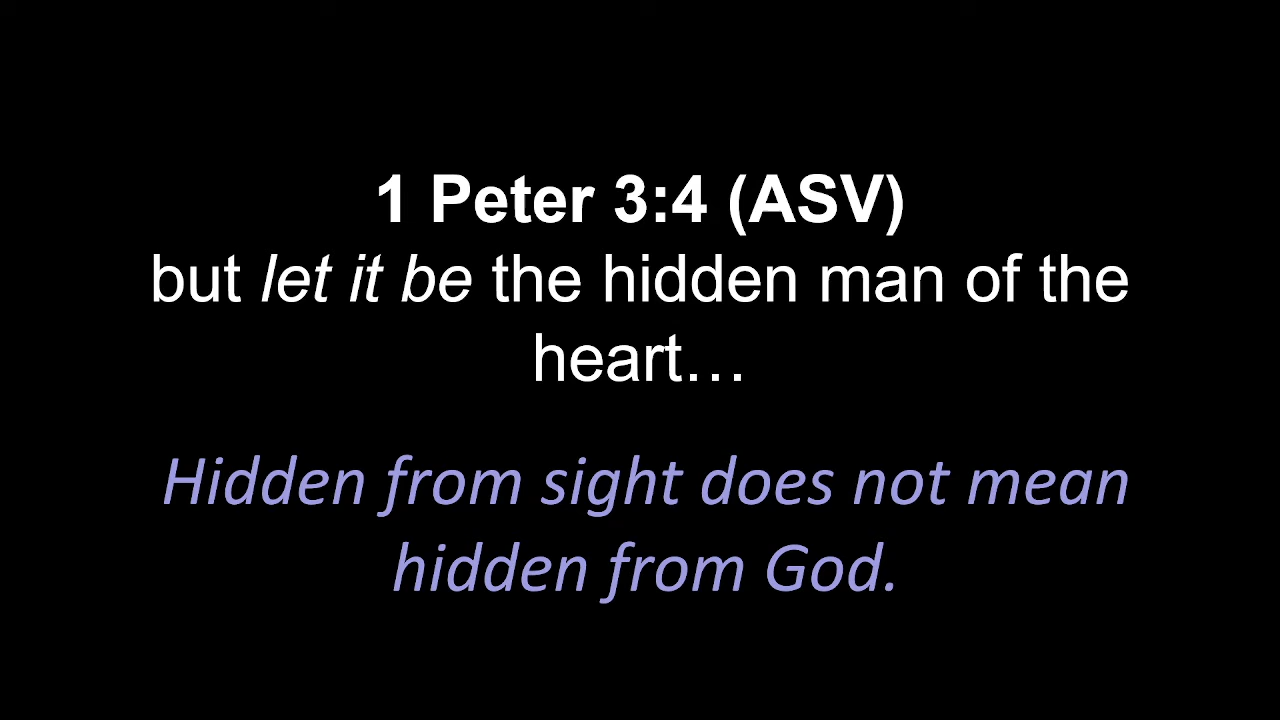 1 Peter 3:4 (ASV)
but let it be the hidden man of the
heart…
Hidden from sight does not mean
hidden from God.